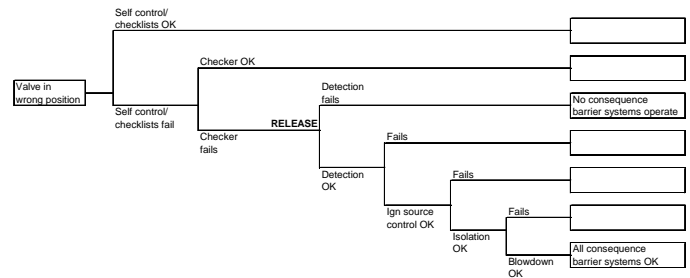 Self control/
checklists OK
Checker OK
Valve in
wrong position
Detection
fails
No consequence
barrier systems operate
Self control/
checklists fail
RELEASE
Checker
fails
Fails
Detection
OK
Fails
Ign source
control OK
Fails
Isolation
OK
All consequence
barrier systems OK
Blowdown
OK